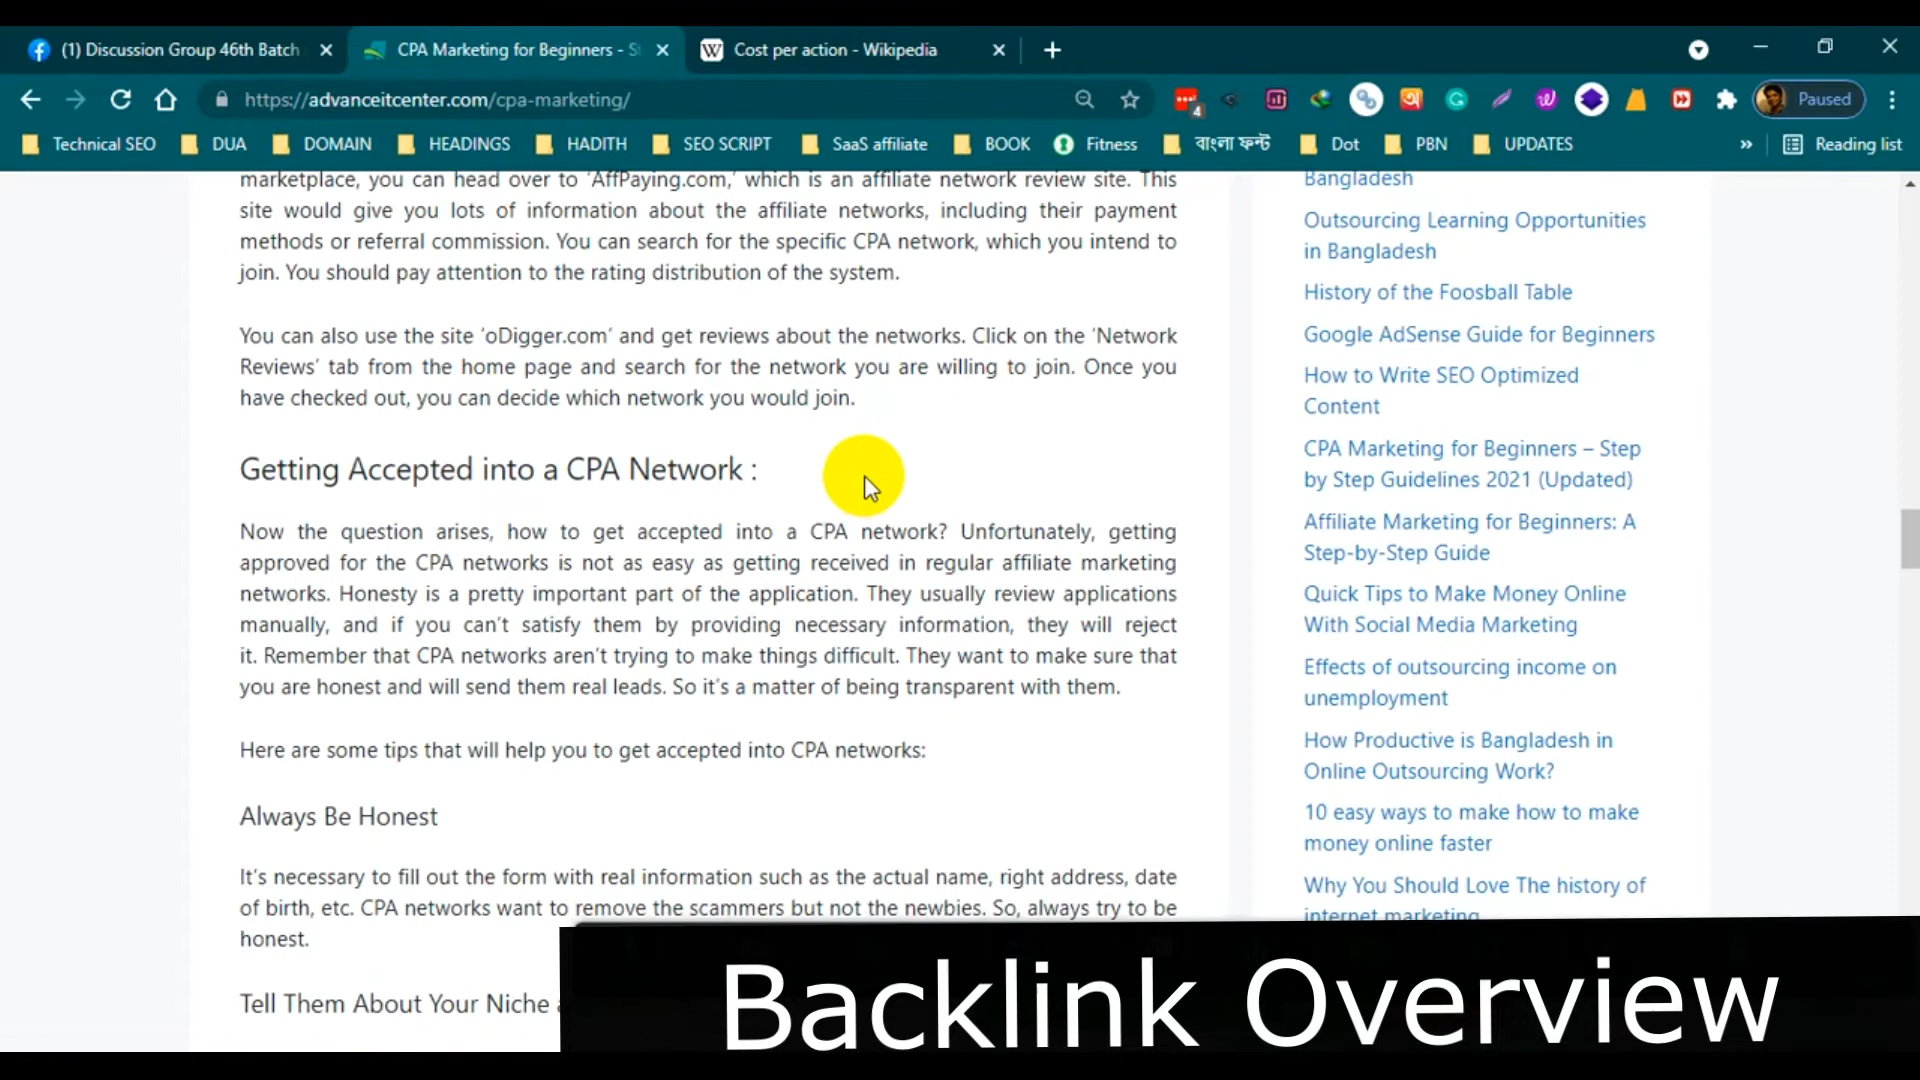 (1) Discussion Group 46th Batch
CPA Marketing for Beginners - S
Cost per action - Wikipedia
https://advanceitcenter.com/cpa-marketing/
4
Paused
Technical SEO
DUA
DOMAIN
HEADINGS
HADITH
SEO SCRIPT
SaaS affiliate
BOOK
Fitness
বাংলা ফন্ট
Dot
PBN
UPDATES
»
Reading list
marketplace, you can head over to 'AffPaying.com,' which is an affiliate network review site. This
site would give you lots of information about the affiliate networks, including their payment
methods or referral commission. You can search for the specific CPA network, which you intend to
join. You should pay attention to the rating distribution of the system.
You can also use the site 'oDigger.com' and get reviews about the networks. Click on the 'Network
Reviews' tab from the home page and search for the network you are willing to join. Once you
have checked out, you can decide which network you would join.
Getting Accepted into a CPA Network :
Now the question arises, how to get accepted into a CPA network? Unfortunately, getting
approved for the CPA networks is not as easy as getting received in regular affiliate marketing
networks. Honesty is a pretty important part of the application. They usually review applications
manually, and if you can't satisfy them by providing necessary information, they will reject
it. Remember that CPA networks aren't trying to make things difficult. They want to make sure that
you are honest and will send them real leads. So it's a matter of being transparent with them.
Here are some tips that will help you to get accepted into CPA networks:
Always Be Honest
It's necessary to fill out the form with real information such as the actual name, right address, date
of birth, etc. CPA networks want to remove the scammers but not the newbies. So, always try to be
honest.
Tell Them About Your Niche
Bangladesh
Outsourcing Learning Opportunities
in Bangladesh
History of the Foosball Table
Google AdSense Guide for Beginners
How to Write SEO Optimized
Content
CPA Marketing for Beginners – Step
by Step Guidelines 2021 (Updated)
Affiliate Marketing for Beginners: A
Step-by-Step Guide
Quick Tips to Make Money Online
With Social Media Marketing
Effects of outsourcing income on
unemployment
How Productive is Bangladesh in
Online Outsourcing Work?
10 easy ways to make how to make
money online faster
Why You Should Love The history of
internet marketing
Backlink Overview